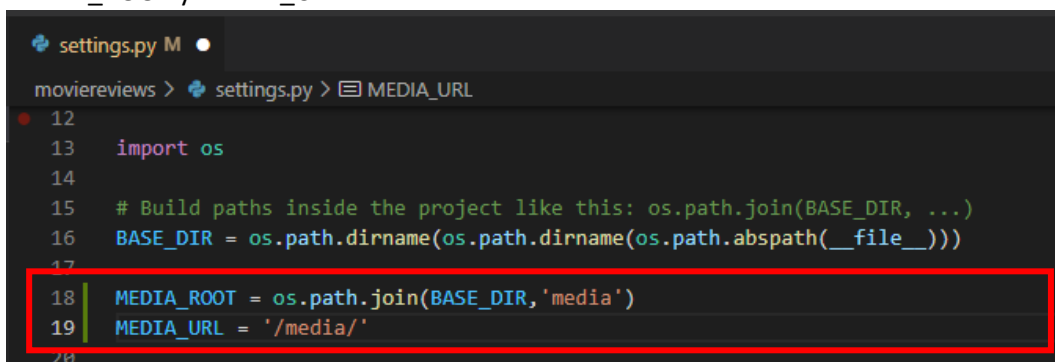 settings.py M
moviereviews > settings.py > MEDIA_URL
12
13 import os
14
15 # Build paths inside the project like this: os.path.join(BASE_DIR, ...)
16 BASE_DIR = os.path.dirname(os.path.dirname(os.path.abspath(__file__)))
17
18 MEDIA_ROOT = os.path.join(BASE_DIR,'media')
19 MEDIA_URL = '/media/'
20